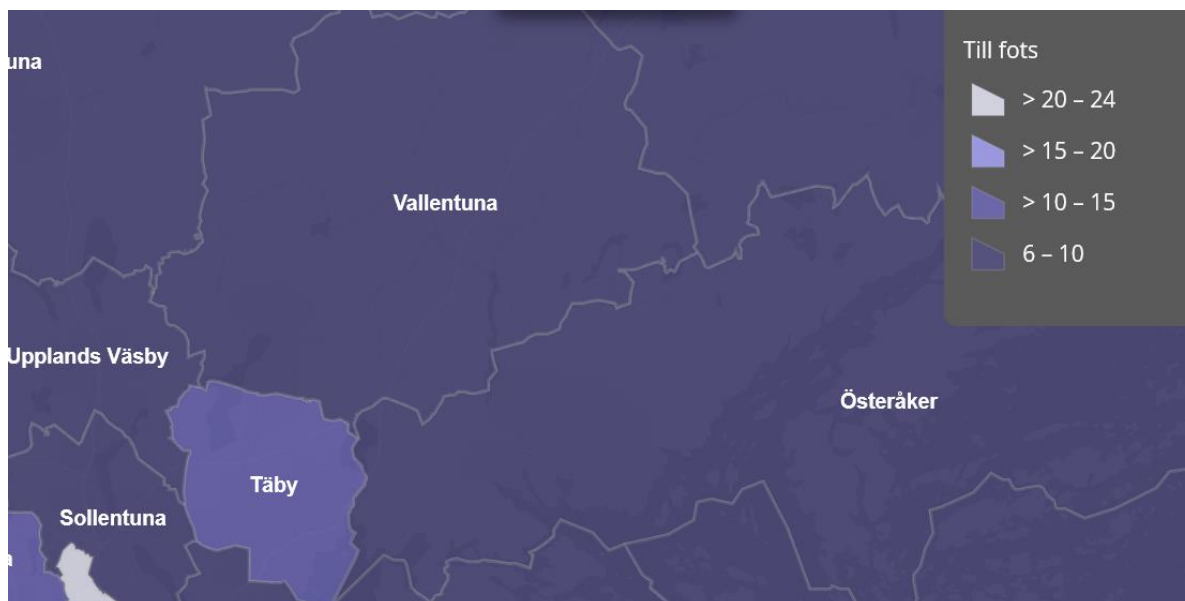 una
Vallentuna
Upplands Väsby
Österåker
Täby
Sollentuna
a
Till fots
> 20 – 24
> 15 – 20
> 10 – 15
6 – 10